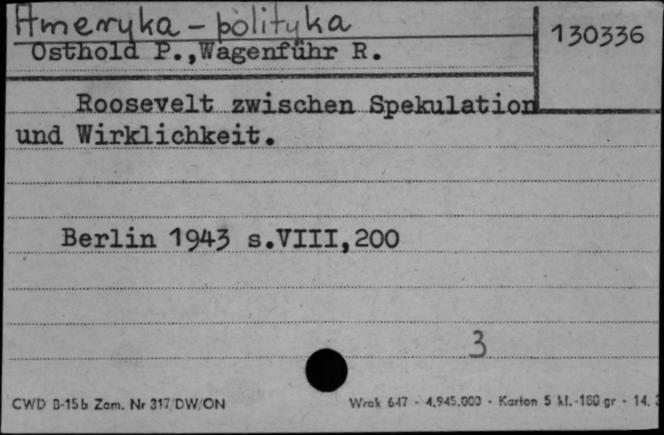 Ameryka - polityka
130336
Osthold P.,Wagenführ R.
Roosevelt zwischen Spekulation
und Wirklichkeit.
Berlin 1943 s.VIII,200
3
CWD B-15b Zam. Nr 317/DW/ON
Wrak 647 - 4.945.000 - Karton 5 kl.-180 gr - 14.